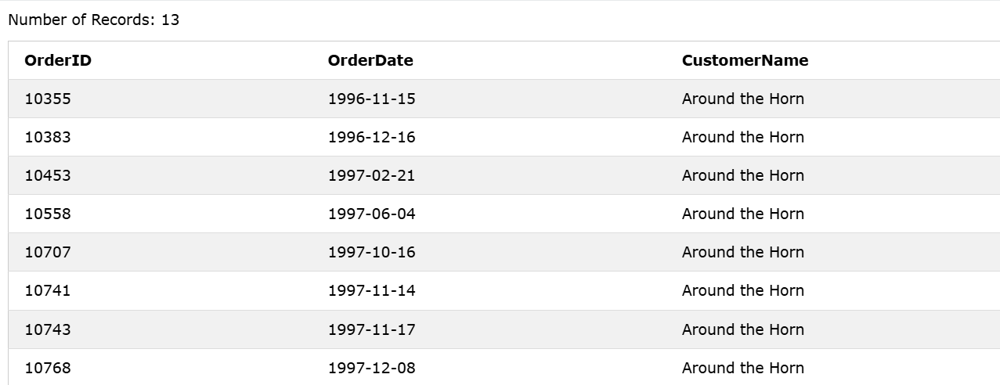 Number of Records: 13
OrderID OrderDate CustomerName
10355 1996-11-15 Around the Horn
10383 1996-12-16 Around the Horn
10453 1997-02-21 Around the Horn
10558 1997-06-04 Around the Horn
10707 1997-10-16 Around the Horn
10741 1997-11-14 Around the Horn
10743 1997-11-17 Around the Horn
10768 1997-12-08 Around the Horn